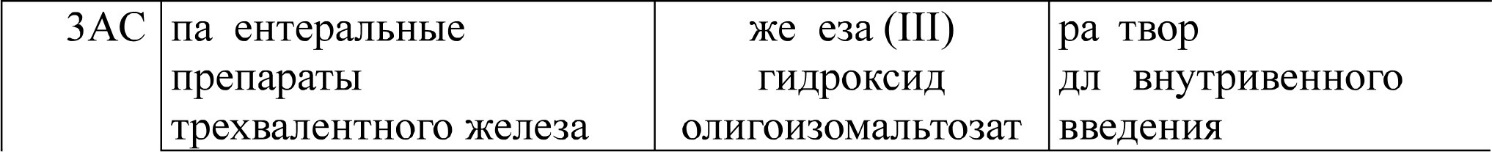 3АС
па ентеральные
препараты
трехвалентного железа
же еза (III)
гидроксид
олигоизомальтозат
ра твор
дл внутривенного
введения